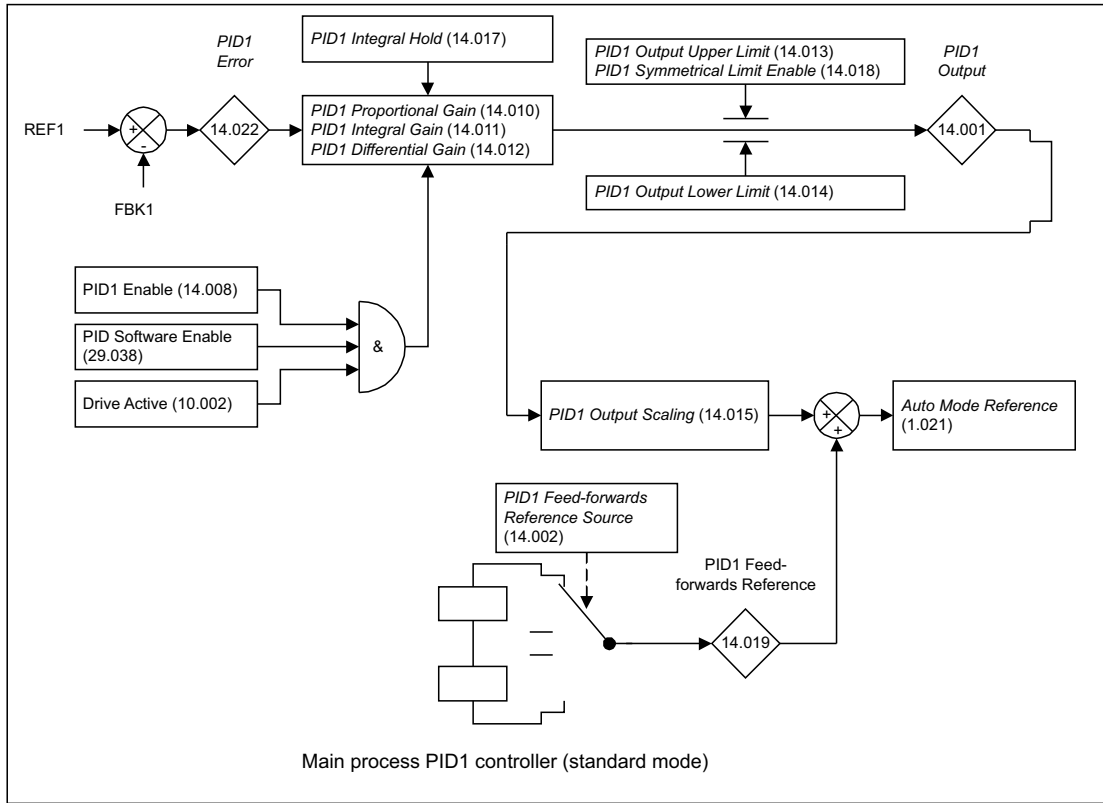 PID1
Error
PID1 Integral Hold (14.017)
PID1 Output Upper Limit (14.013)
PID1 Symmetrical Limit Enable (14.018)
PID1
Output
REF1
+
-
14.022
PID1 Proportional Gain (14.010)
PID1 Integral Gain (14.011)
PID1 Differential Gain (14.012)
14.001
FBK1
PID1 Output Lower Limit (14.014)
PID1 Enable (14.008)
PID Software Enable
(29.038)
Drive Active (10.002)
&
PID1 Output Scaling (14.015)
+
+
Auto Mode Reference
(1.021)
PID1 Feed-forwards
Reference Source
(14.002)
PID1 Feed-
forwards Reference
14.019
Main process PID1 controller (standard mode)